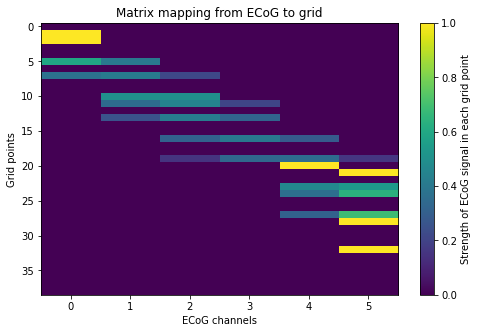 Matrix mapping from ECoG to grid
0
5
10
15
20
25
30
35
Grid points
0 1 2 3 4 5
ECoG channels
1.0
0.8
0.6
0.4
0.2
0.0
Strength of ECoG signal in each grid point